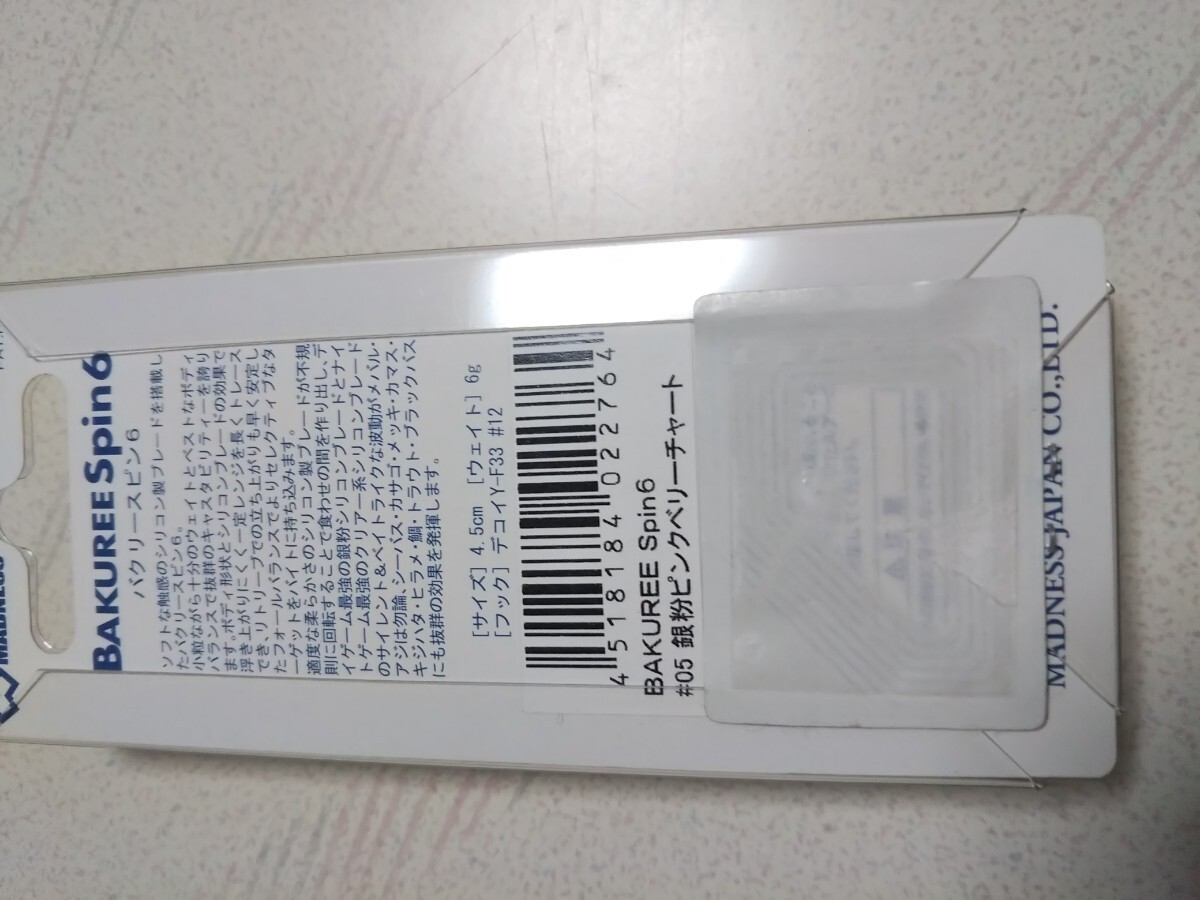 MADNESS
BAKUREE Spin6
バクリースピン6
ソフトな触感のシリコン製ブレードを搭載し
たバクリースピン6。
小粒ながら十分のウェイトとベストなボディ
バランスで抜群のキャスタビリティーを誇り
ます。ボディ形状とシリコンブレードの効果で
浮き上がりにくく一定レンジを長くトレース
でき、リトリーブでの立ち上がりも早く安定し
たフォールバランスでよりセレクティブなタ
ーゲットをバイトに持ち込みます。
適度な柔らかさのシリコン製ブレードが不規
則に回転することで食わせの間を作り出し、デ
イゲーム最強の銀粉シリコンブレードとナイ
トゲーム最強のクリアー系シリコンブレード
のサイレント&ベイトライクな波動がメバル・
アジは勿論、シーバス・カサゴ・メッキ・カマス・
キジハタ・ヒラメ・鯛・トラウト・ブラックバス
にも抜群の効果を発揮します。
[サイズ] 4.5cm [ウェイト] 6g
[フック] デコイY-F33 #12
4518184022764
BAKUREE Spin6
#05 銀粉ピンクベリーチャート
MADNESS JAPAN CO.,LTD.